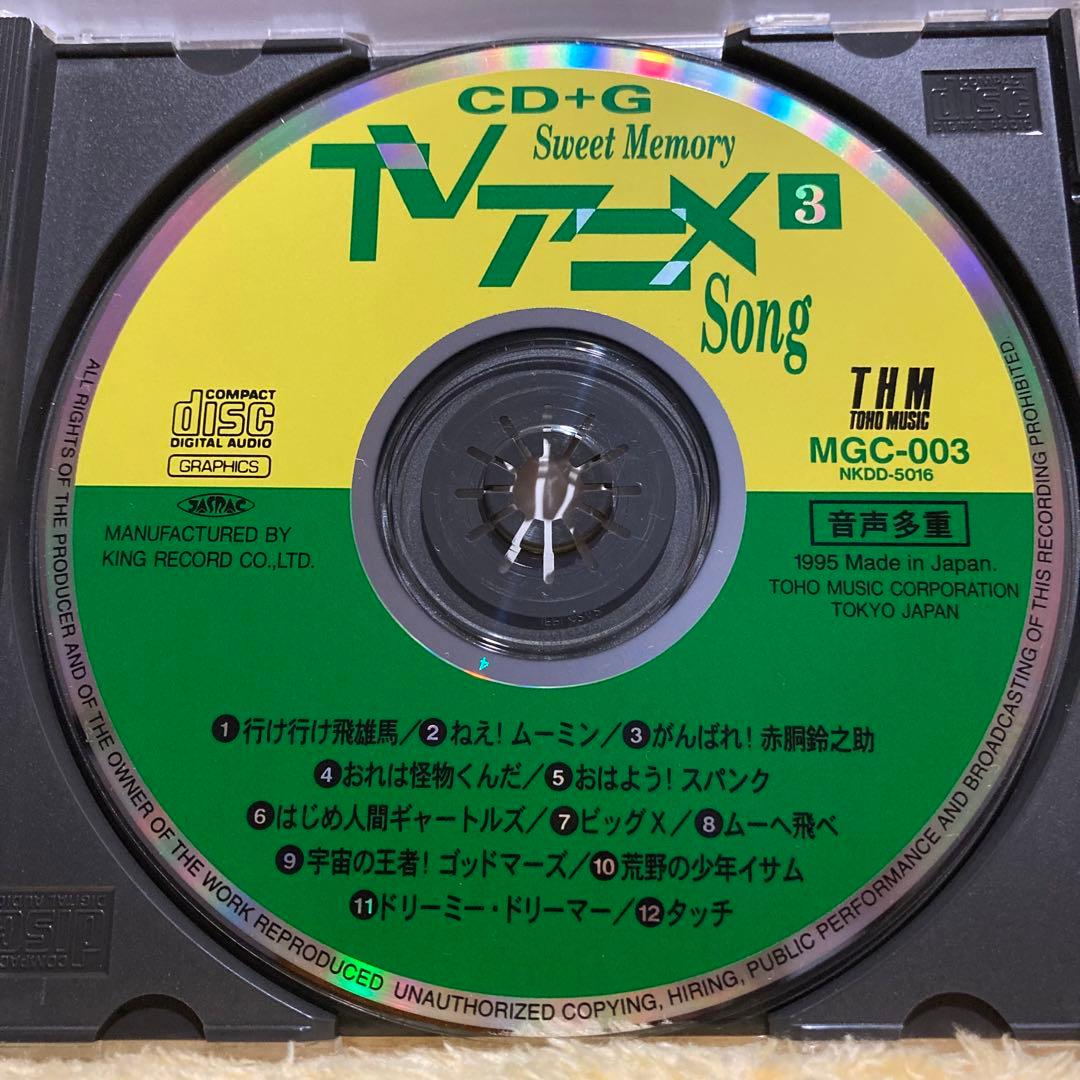 CD+G
Sweet Memory
TVアニメ 3
Song
COMPACT
disc
DIGITAL AUDIO
GRAPHICS
THM
TOHO MUSIC
MGC-003
NKDD-5016
JASRAC
MANUFACTURED BY
KING RECORD CO.,LTD.
音声多重
1995 Made in Japan.
TOHO MUSIC CORPORATION
TOKYO JAPAN
1 行け行け飛雄馬/2 ねえ! ムーミン/3 がんばれ! 赤胴鈴之助
4 おれは怪物くんだ/5 おはよう! スパンク
6 はじめ人間ギャートルズ/7 ビッグX/8 ムーへ飛べ
9 宇宙の王者! ゴッドマーズ/10 荒野の少年イサム
11 ドリーミー・ドリーマー/12 タッチ
ALL RIGHTS OF THE PRODUCER AND OF THE OWNER OF THE WORK REPRODUCED UNAUTHORIZED COPYING, HIRING, PUBLIC PERFORMANCE AND BROADCASTING OF THIS RECORDING PROHIBITED.
COMPACT
disc
DIGITAL AUDIO
COMPACT
disc
DIGITAL AUDIO